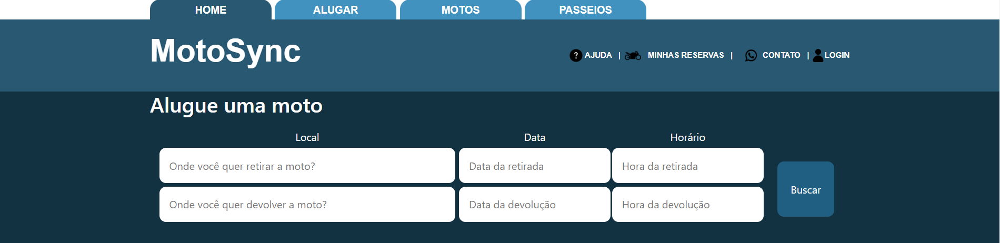 HOME ALUGAR MOTOS PASSEIOS
MotoSync
? AJUDA | MINHAS RESERVAS | CONTATO | LOGIN
Alugue uma moto
Local Data Horário
Onde você quer retirar a moto? Data da retirada Hora da retirada
Buscar
Onde você quer devolver a moto? Data da devolução Hora da devolução